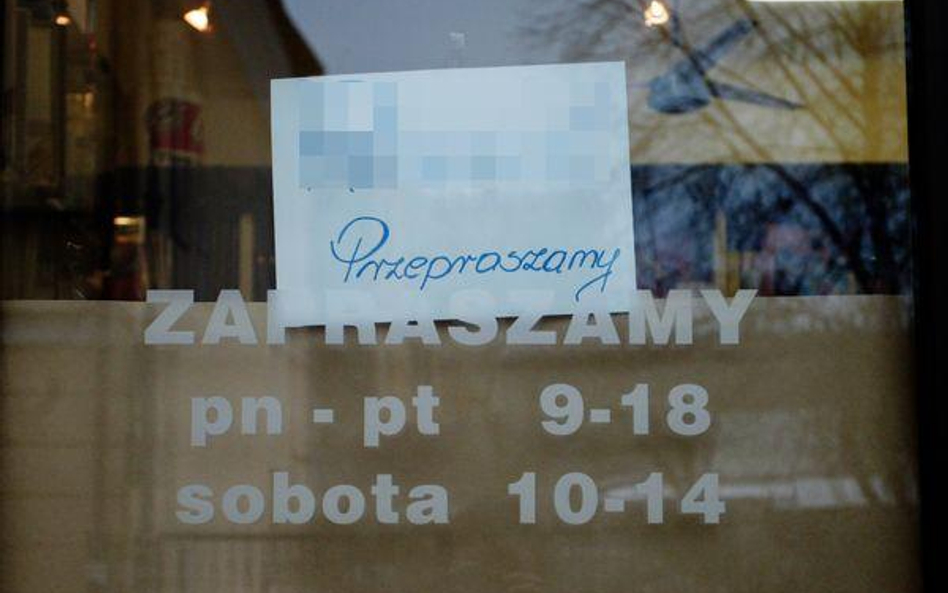 Przepraszamy
ZAPRASZAMY
pn - pt 9-18
sobota 10-14